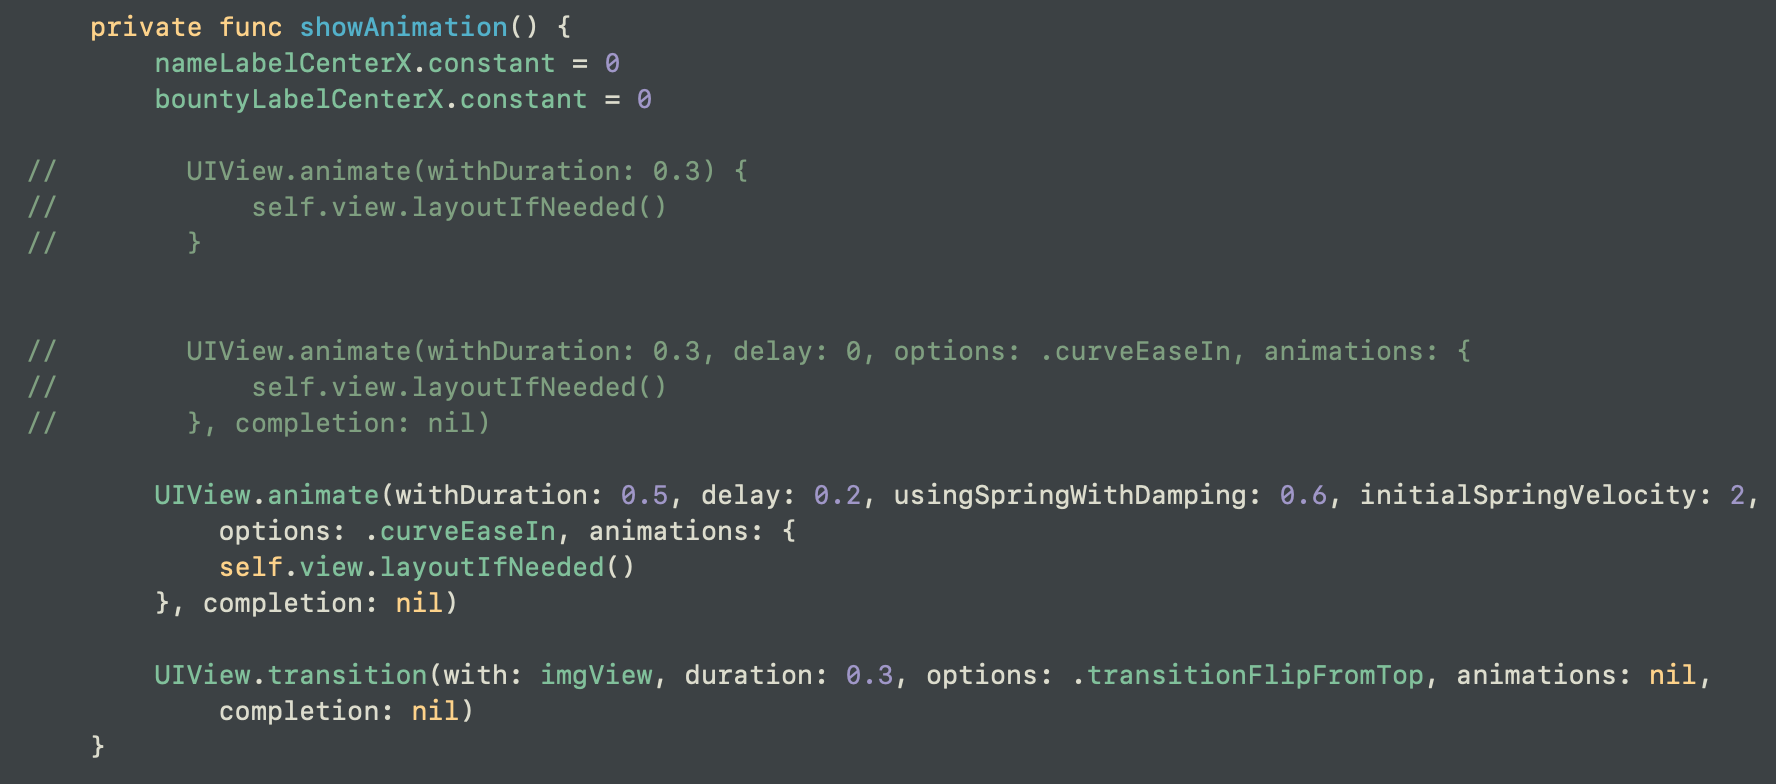 private func showAnimation() {
nameLabelCenterX.constant = 0
bountyLabelCenterX.constant = 0
// UIView.animate(withDuration: 0.3) {
// self.view.layoutIfNeeded()
// }
// UIView.animate(withDuration: 0.3, delay: 0, options: .curveEaseIn, animations: {
// self.view.layoutIfNeeded()
// }, completion: nil)
UIView.animate(withDuration: 0.5, delay: 0.2, usingSpringWithDamping: 0.6, initialSpringVelocity: 2,
options: .curveEaseIn, animations: {
self.view.layoutIfNeeded()
}, completion: nil)
UIView.transition(with: imgView, duration: 0.3, options: .transitionFlipFromTop, animations: nil,
completion: nil)
}